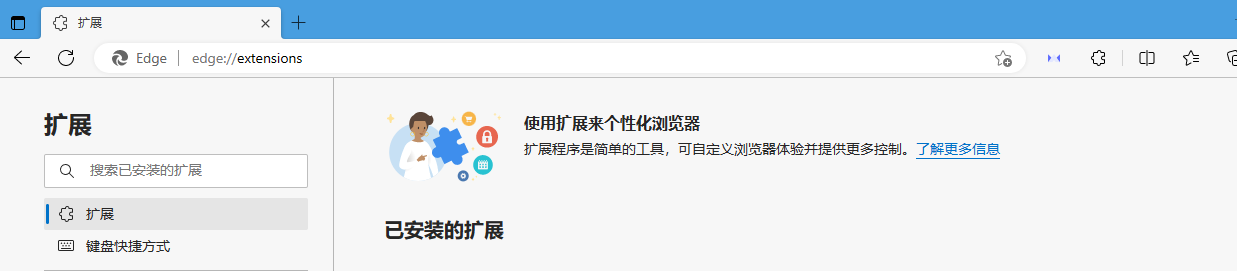 扩展
Edge
edge://extensions
扩展
搜索已安装的扩展
扩展
键盘快捷方式
使用扩展来个性化浏览器
扩展程序是简单的工具，可自定义浏览器体验并提供更多控制。了解更多信息
已安装的扩展